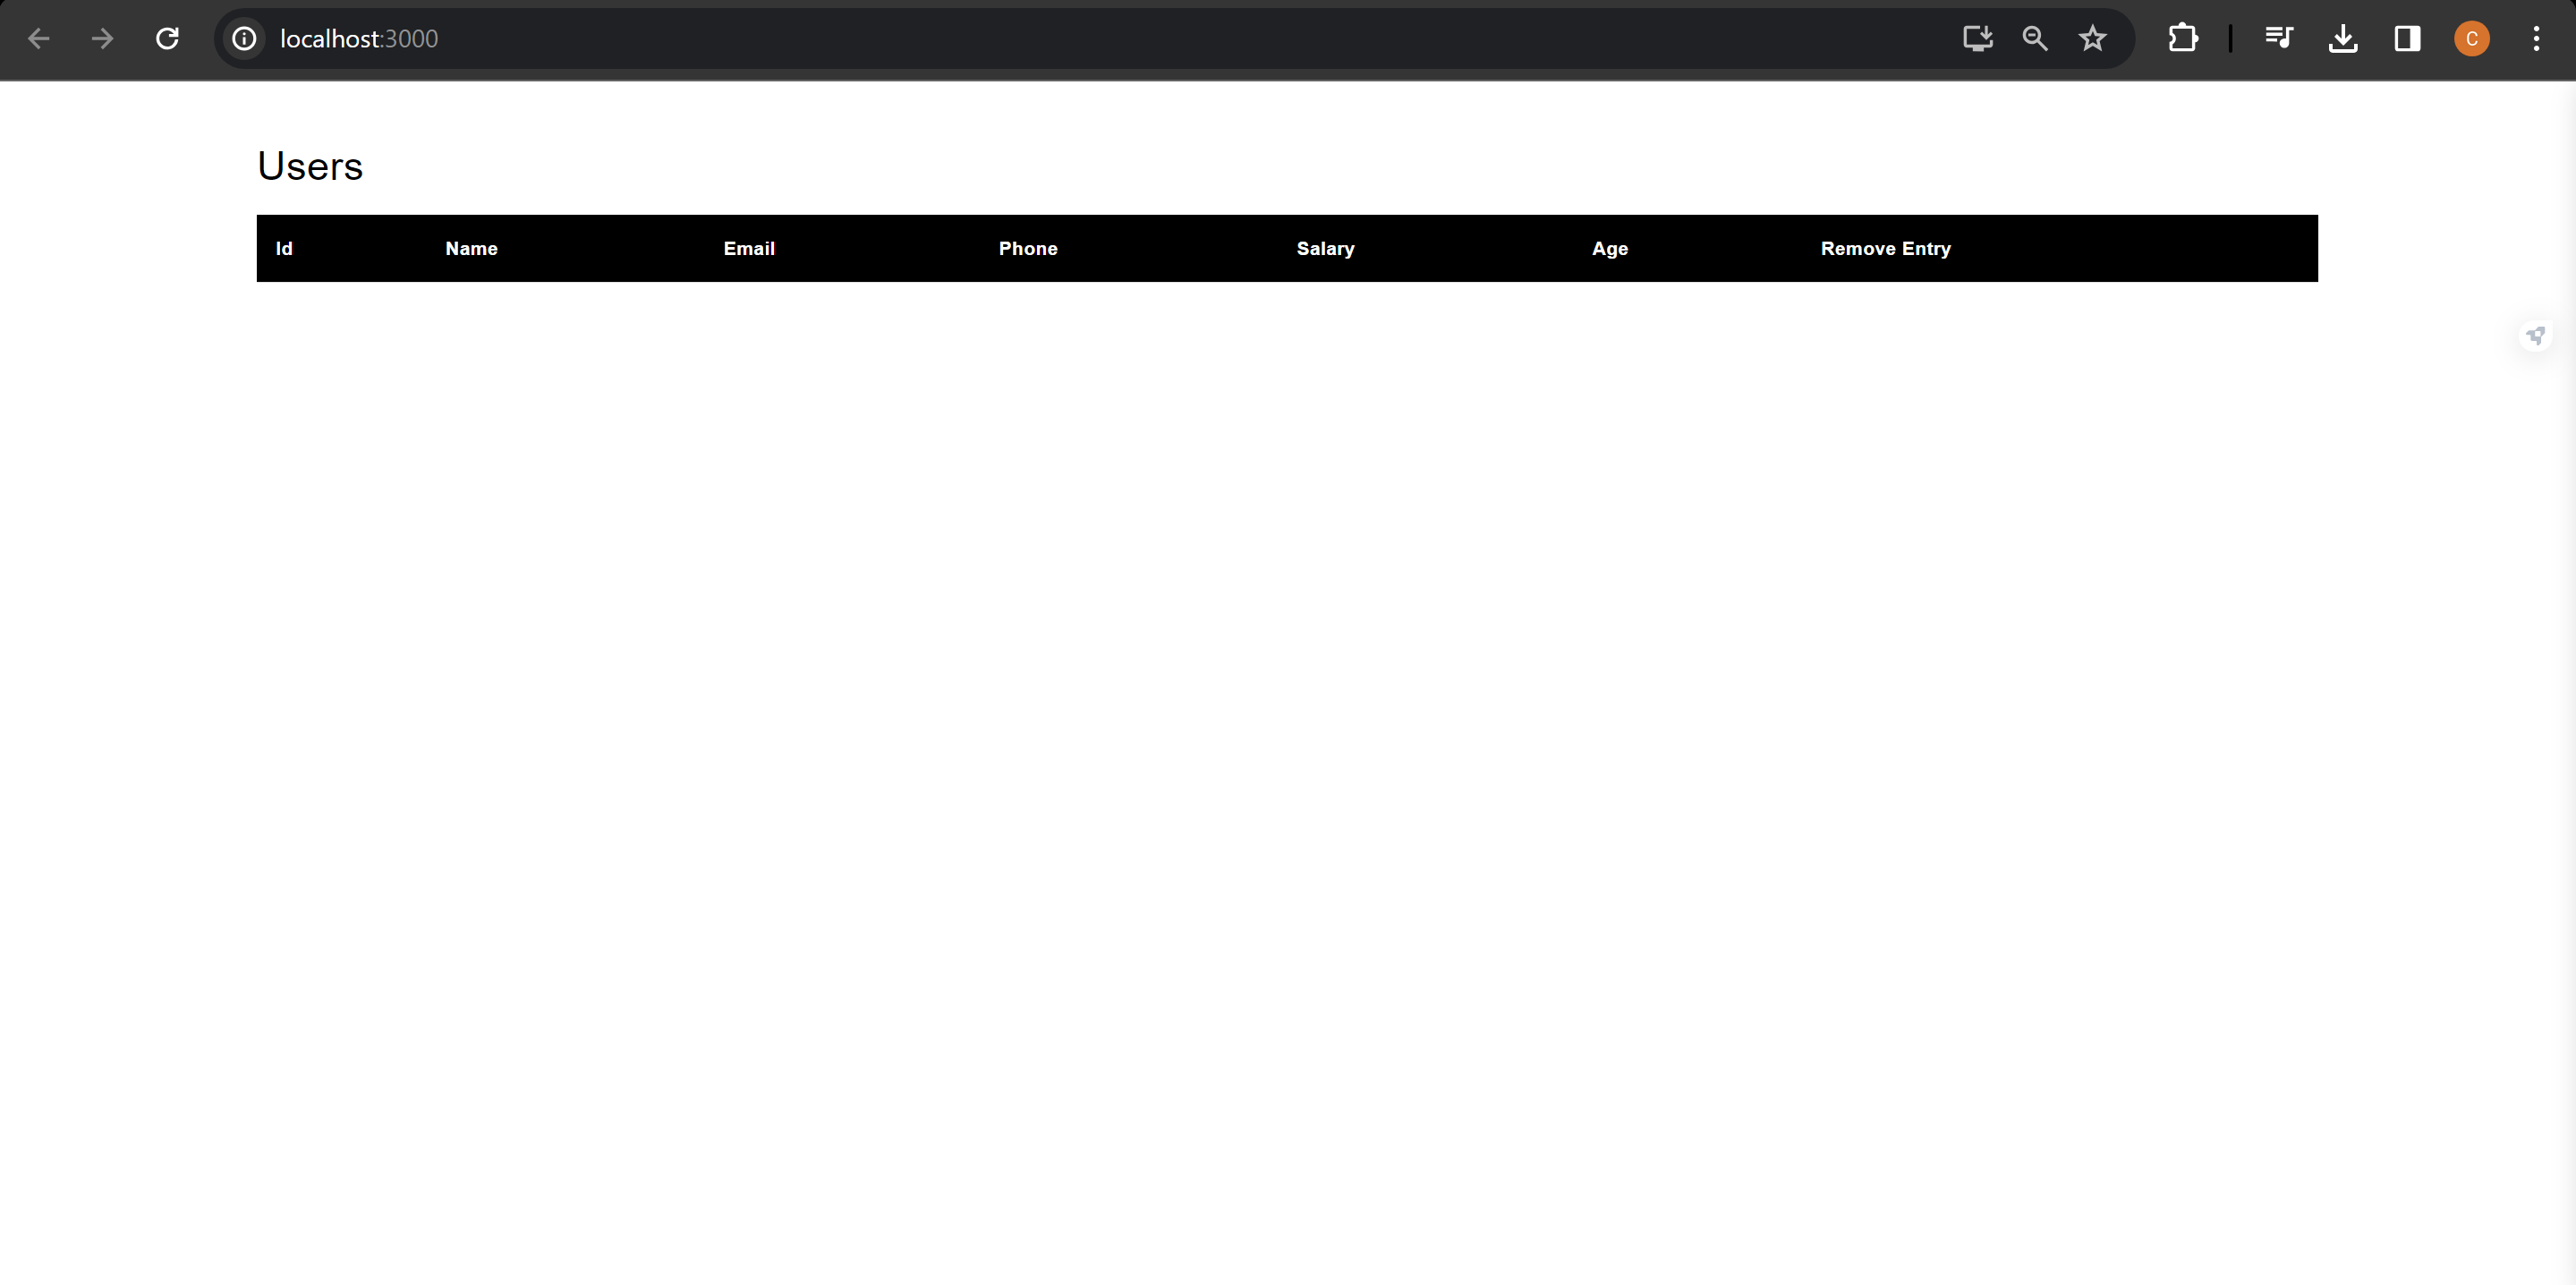 localhost:3000
C
Users
Id Name Email Phone Salary Age Remove Entry